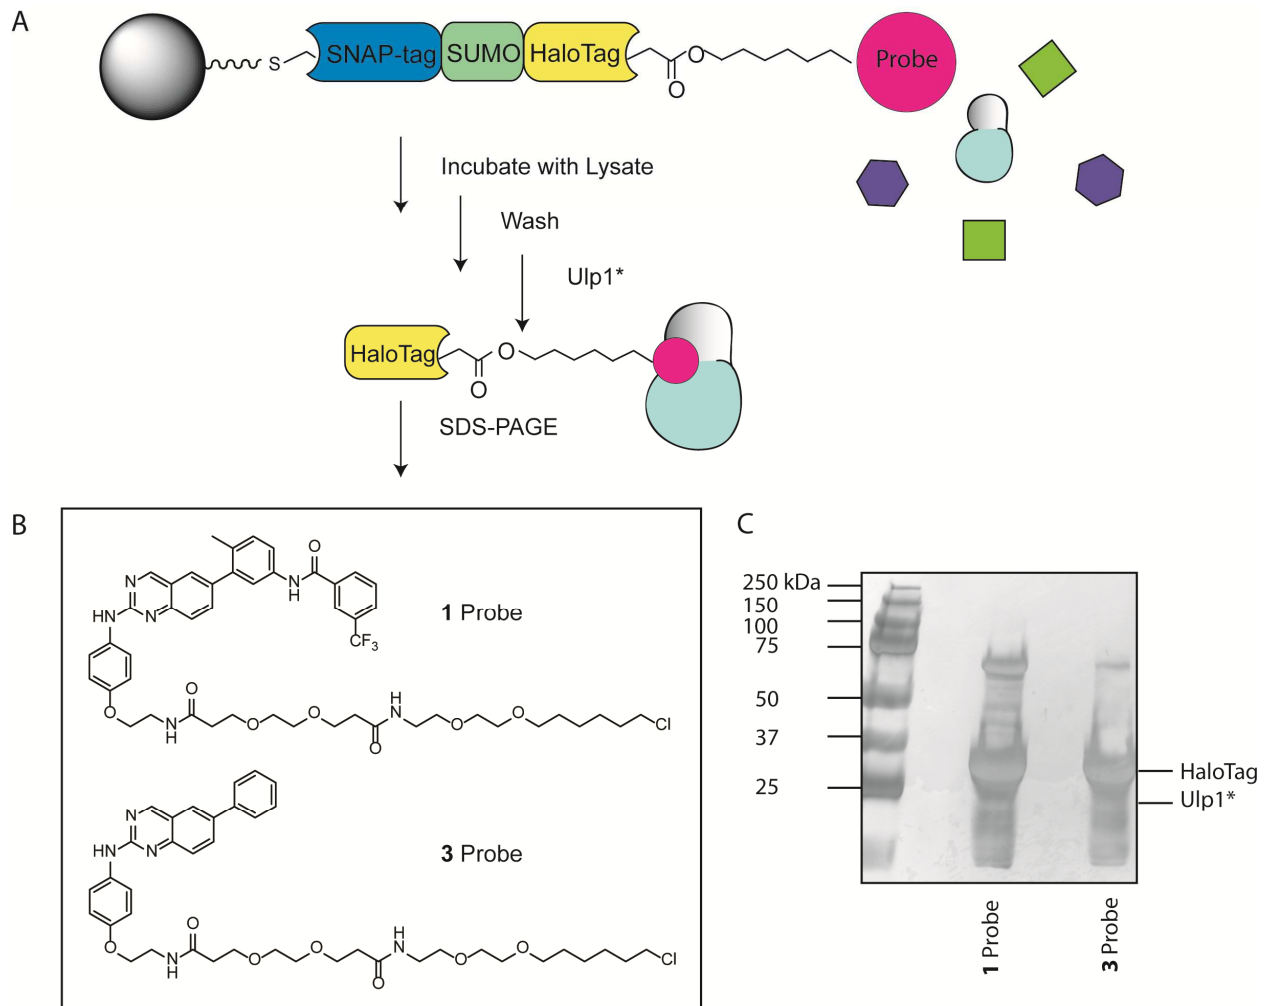 A
S
SNAP-tag
SUMO
HaloTag
O
O
Probe
Incubate with Lysate
Wash
Ulp1*
HaloTag
O
O
SDS-PAGE
B
N
N
HN
O
N
H
CF3
1 Probe
O
O
N
H
O
O
O
H
N
O
O
Cl
N
N
HN
3 Probe
O
O
N
H
O
O
O
H
N
O
O
Cl
C
250 kDa
150
100
75
50
37
25
HaloTag
Ulp1*
1 Probe
3 Probe